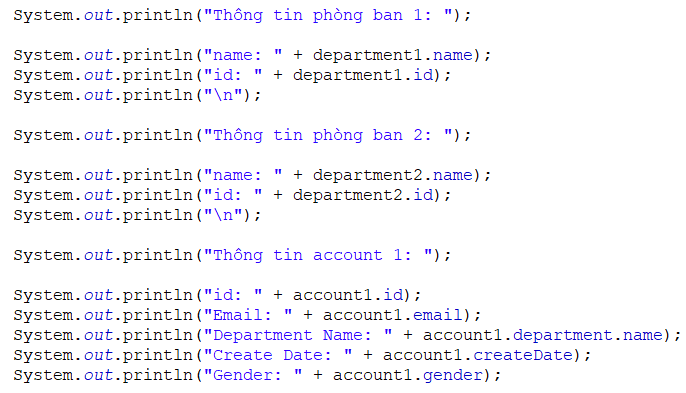 System.out.println("Thông tin phòng ban 1: ");
System.out.println("name: " + department1.name);
System.out.println("id: " + department1.id);
System.out.println("\n");
System.out.println("Thông tin phòng ban 2: ");
System.out.println("name: " + department2.name);
System.out.println("id: " + department2.id);
System.out.println("\n");
System.out.println("Thông tin account 1: ");
System.out.println("id: " + account1.id);
System.out.println("Email: " + account1.email);
System.out.println("Department Name: " + account1.department.name);
System.out.println("Create Date: " + account1.createDate);
System.out.println("Gender: " + account1.gender);